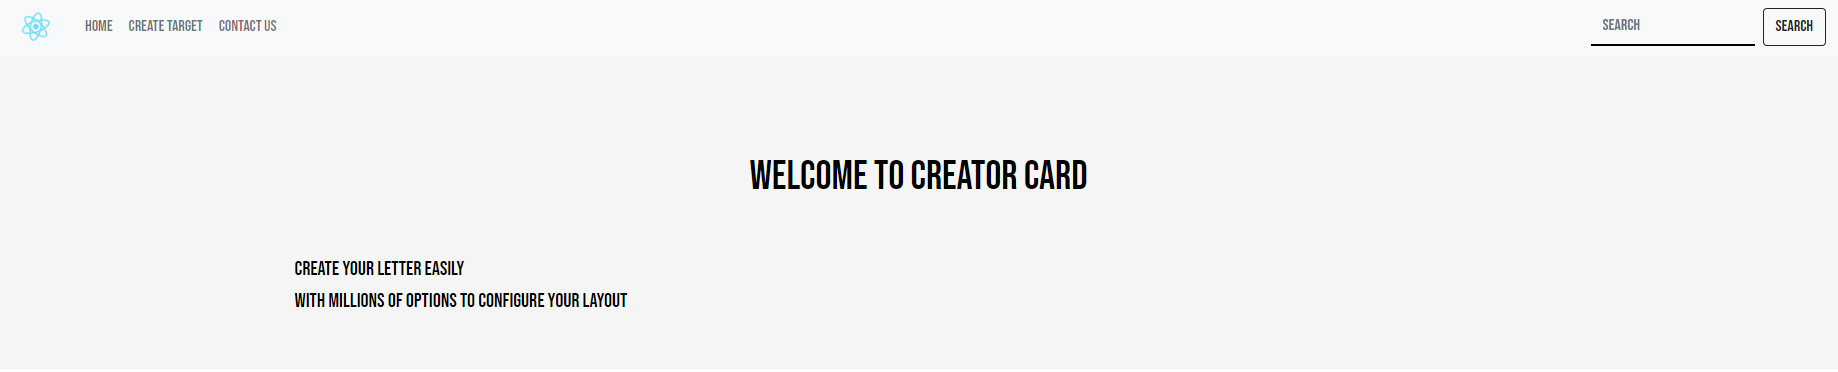 HOME CREATE TARGET CONTACT US SEARCH SEARCH
WELCOME TO CREATOR CARD
CREATE YOUR LETTER EASILY
WITH MILLIONS OF OPTIONS TO CONFIGURE YOUR LAYOUT